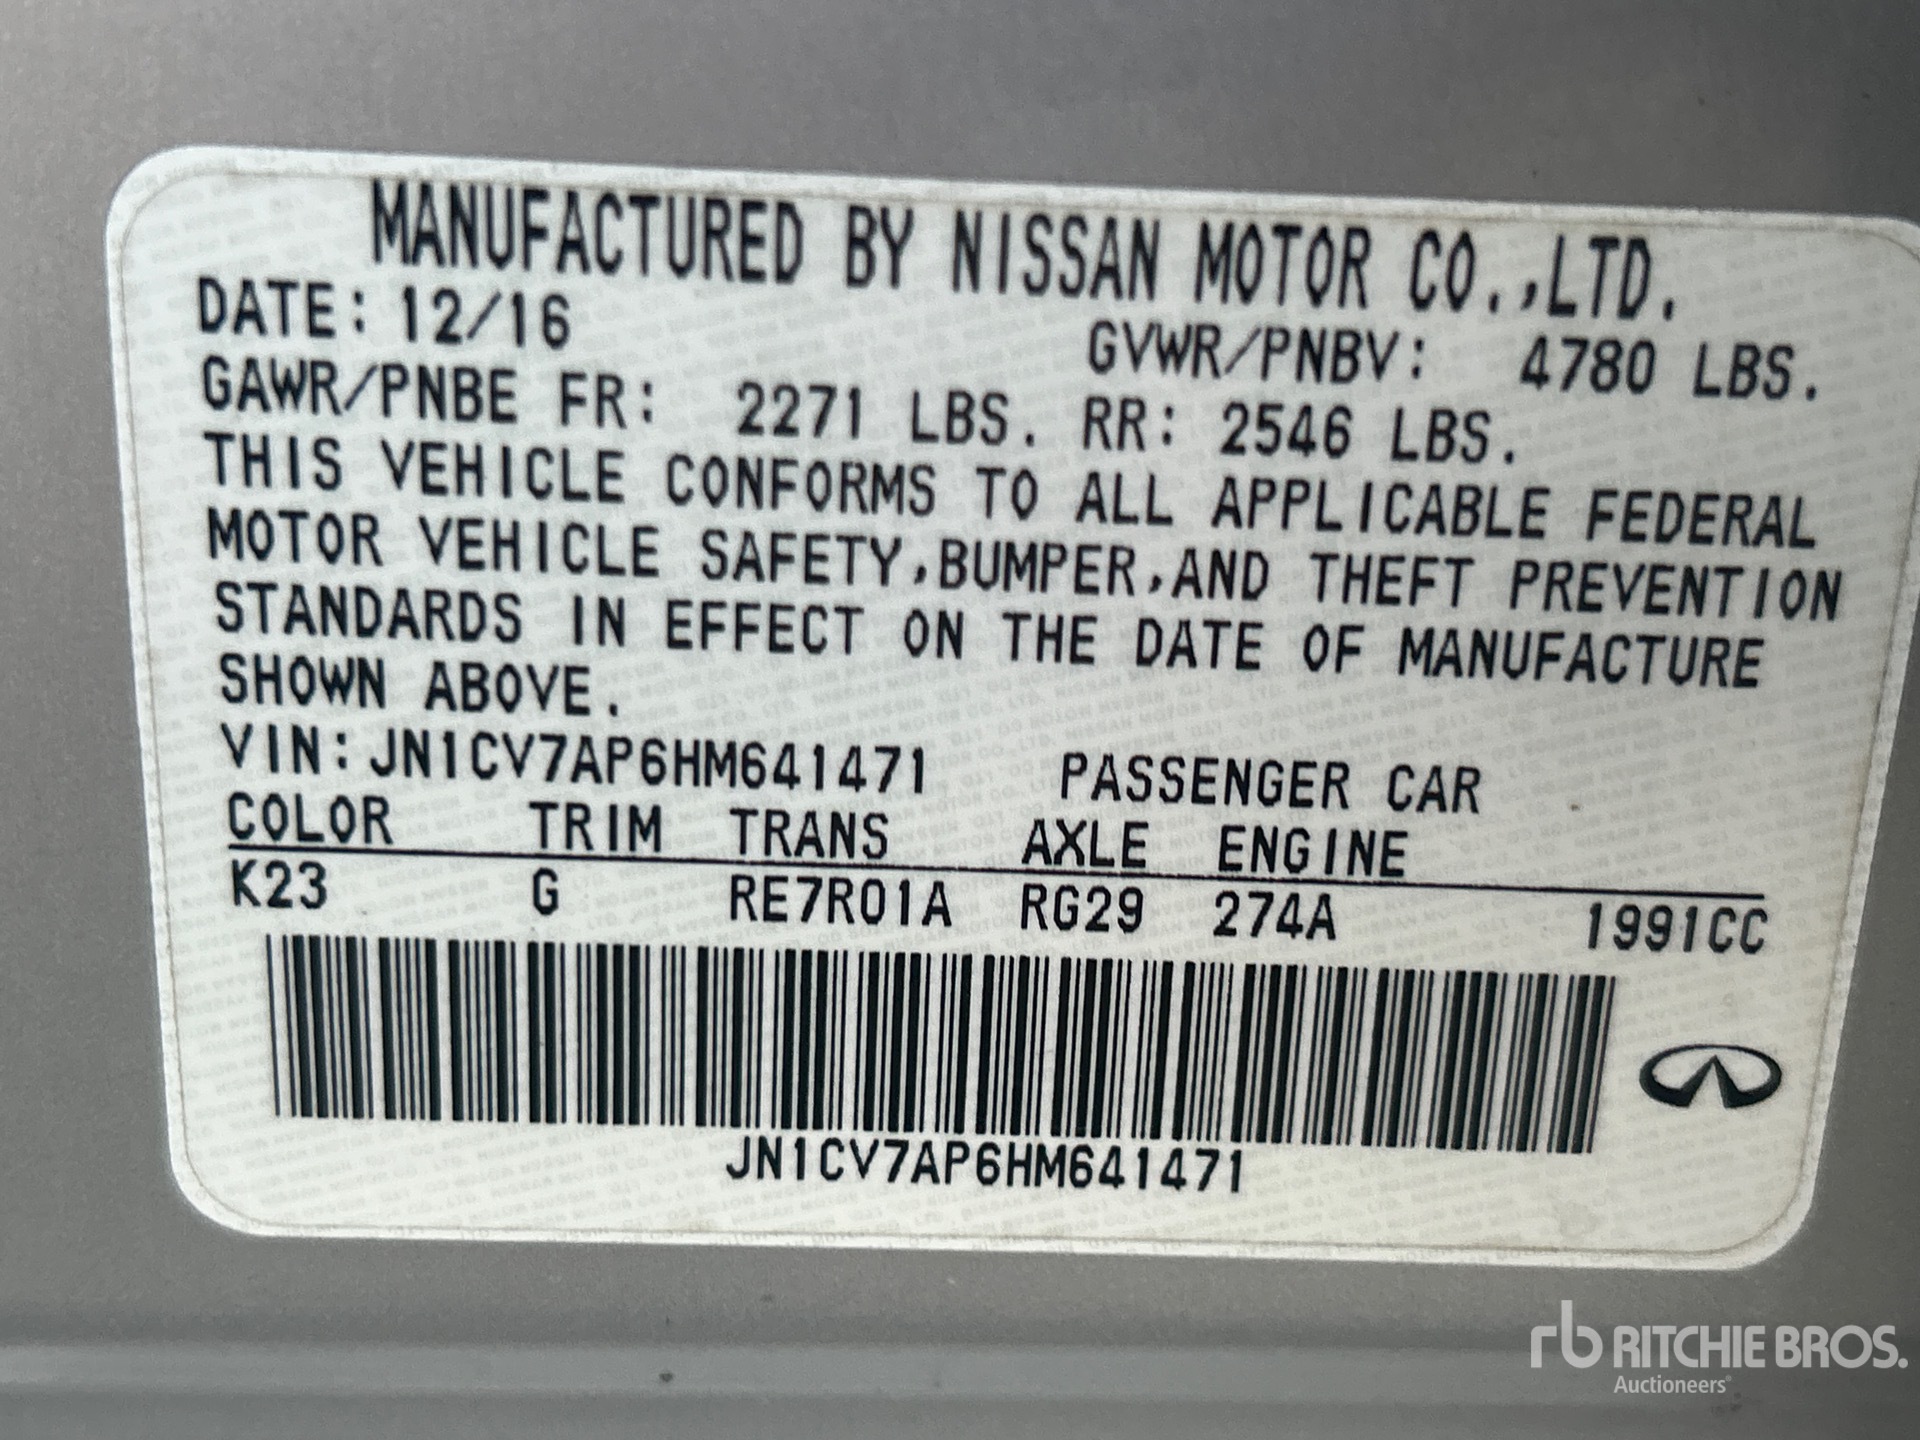 MANUFACTURED BY NISSAN MOTOR CO.,LTD.
DATE: 12/16 GVWR/PNBV: 4780 LBS.
GAWR/PNBE FR: 2271 LBS. RR: 2546 LBS.
THIS VEHICLE CONFORMS TO ALL APPLICABLE FEDERAL
MOTOR VEHICLE SAFETY,BUMPER,AND THEFT PREVENTION
STANDARDS IN EFFECT ON THE DATE OF MANUFACTURE
SHOWN ABOVE.
VIN:JN1CV7AP6HM641471 PASSENGER CAR
COLOR TRIM TRANS AXLE ENGINE
K23 G RE7R01A RG29 274A 1991CC
JN1CV7AP6HM641471
rb RITCHIE BROS.
Auctioneers